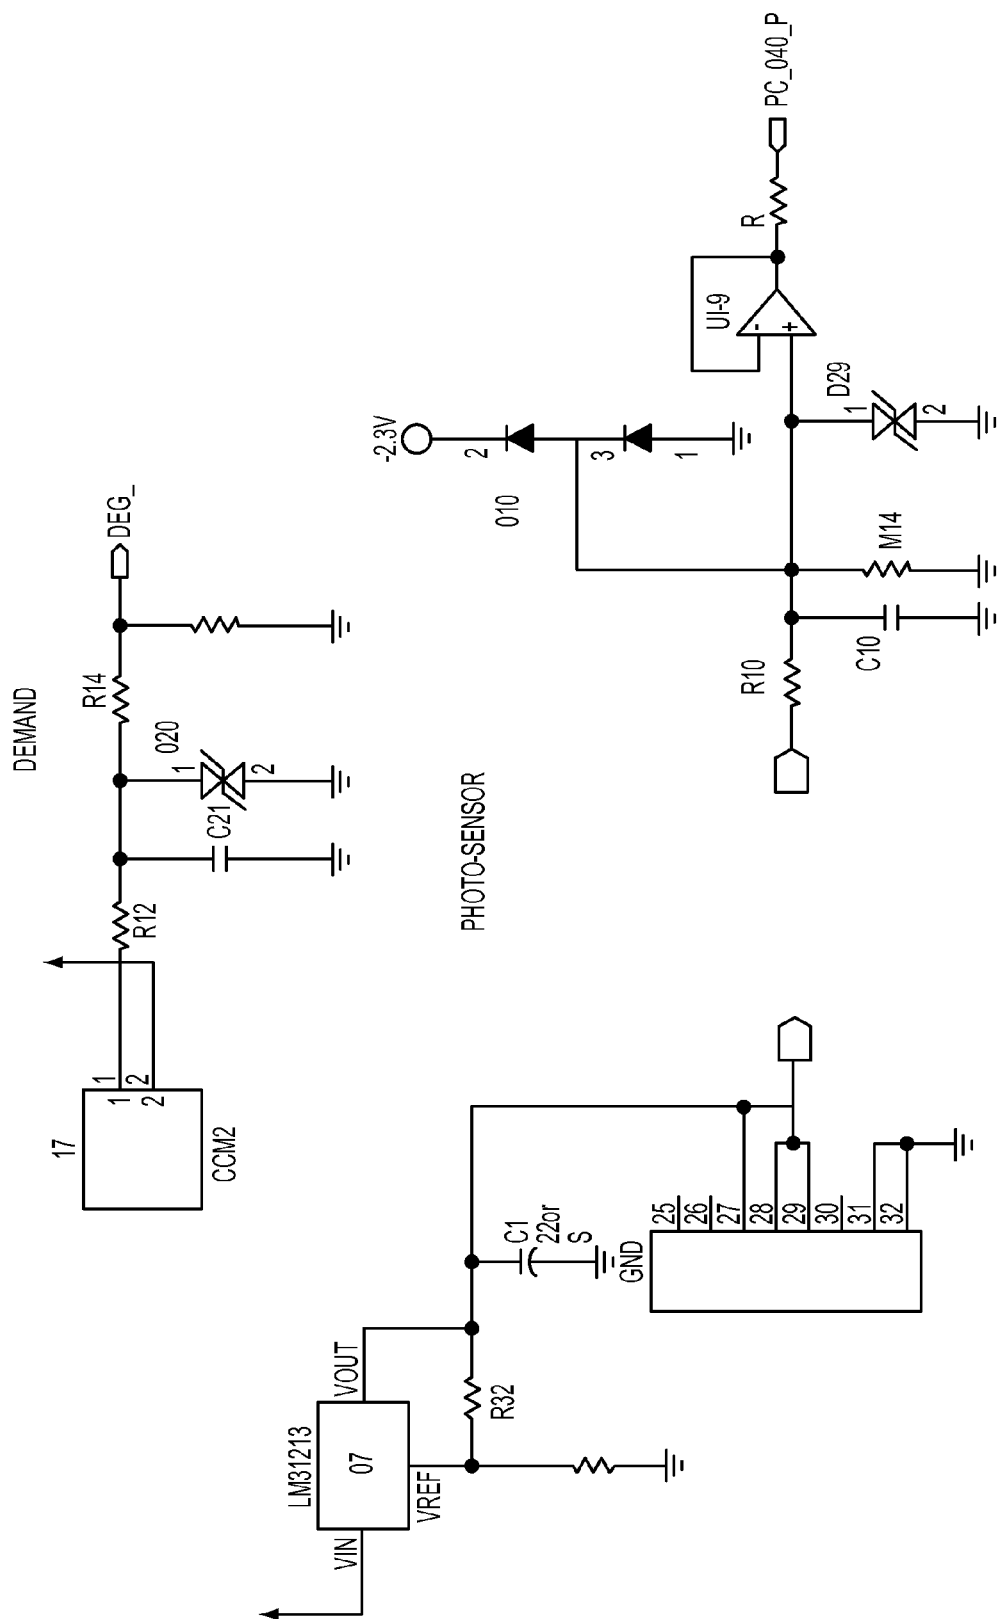 DEMAND
17
CCM2
1
1
2
2
R12
C21
020
1
2
R14
DEG_
PHOTO-SENSOR
LM31213
07
VIN
VOUT
VREF
R32
C1
22or
S
GND
25
26
27
28
29
30
31
32
R10
C10
M14
010
-2.3V
2
3
1
D29
1
2
UI-9
-
+
R
PC_040_P